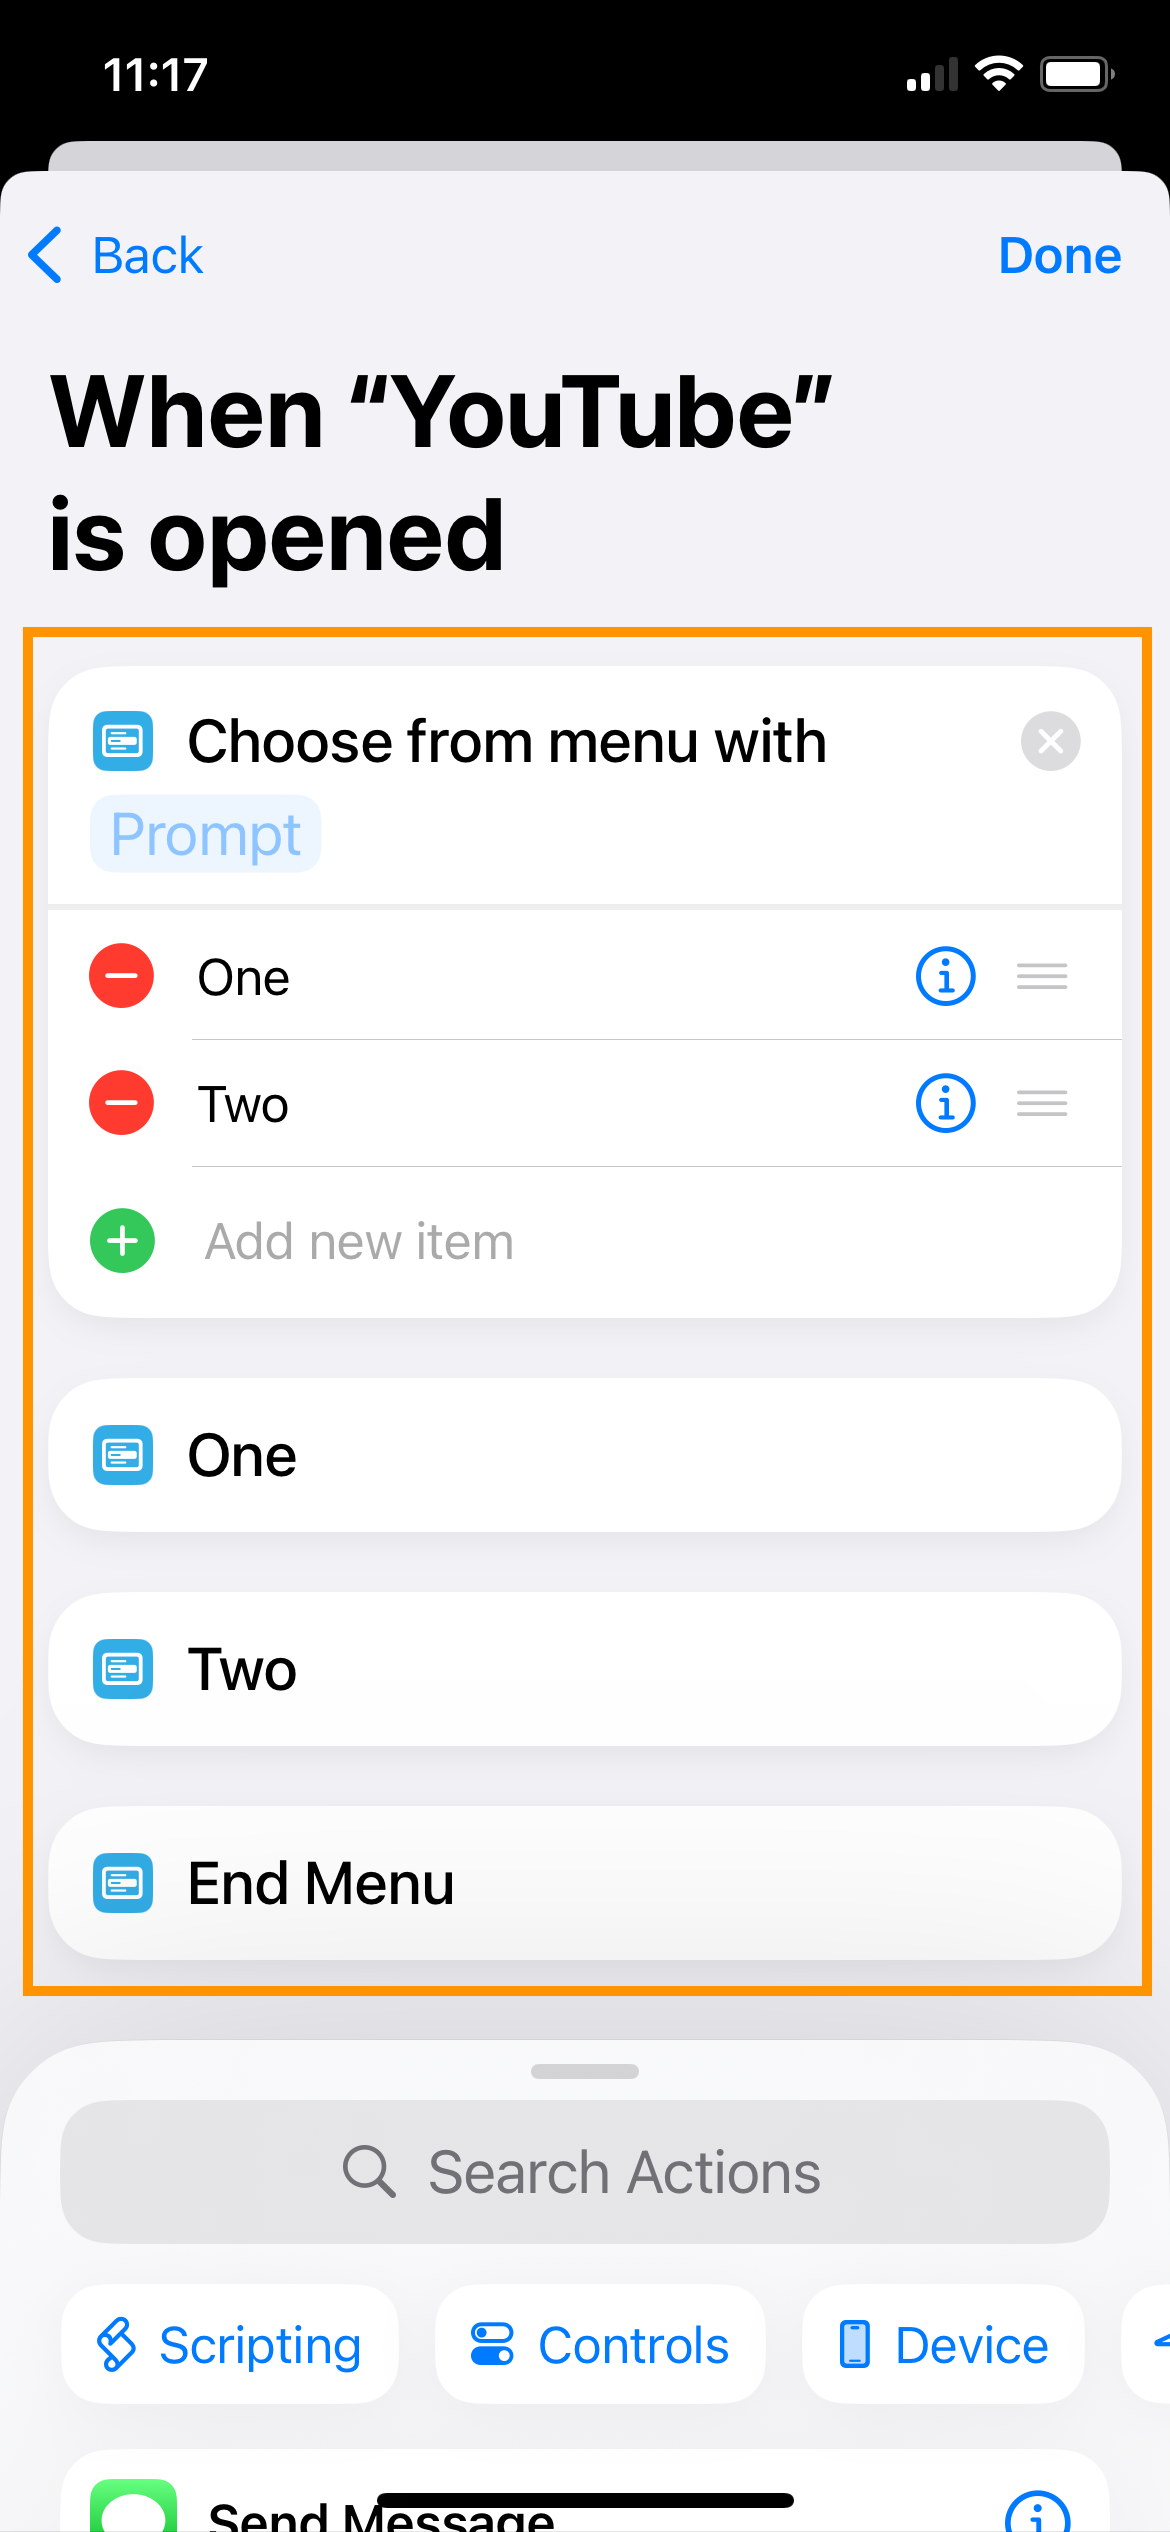 11:17
Back
Done
When “YouTube”
is opened
Choose from menu with
Prompt
One
Two
Add new item
One
Two
End Menu
Search Actions
Scripting
Controls
Device
Send Message